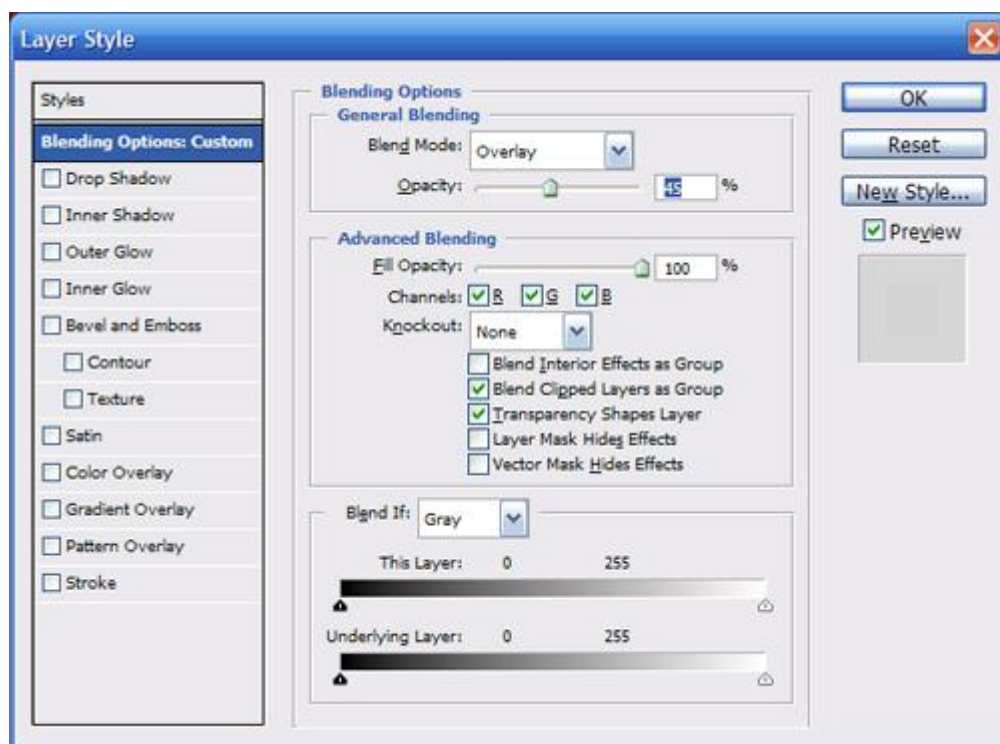 Layer Style
Styles
Blending Options: Custom
Drop Shadow
Inner Shadow
Outer Glow
Inner Glow
Bevel and Emboss
Contour
Texture
Satin
Color Overlay
Gradient Overlay
Pattern Overlay
Stroke
Blending Options
General Blending
Blend Mode: Overlay
Opacity: 45 %
Advanced Blending
Fill Opacity: 100 %
Channels: R G B
Knockout: None
Blend Interior Effects as Group
Blend Clipped Layers as Group
Transparency Shapes Layer
Layer Mask Hides Effects
Vector Mask Hides Effects
Blend If: Gray
This Layer: 0 255
Underlying Layer: 0 255
OK
Reset
New Style...
Preview